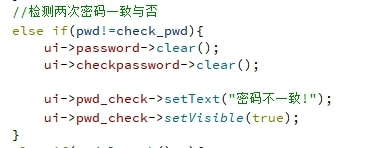 //检测两次密码一致与否
else if(pwd!=check_pwd){
ui->password->clear();
ui->checkpassword->clear();
ui->pwd_check->setText("密码不一致!");
ui->pwd_check->setVisible(true);
}